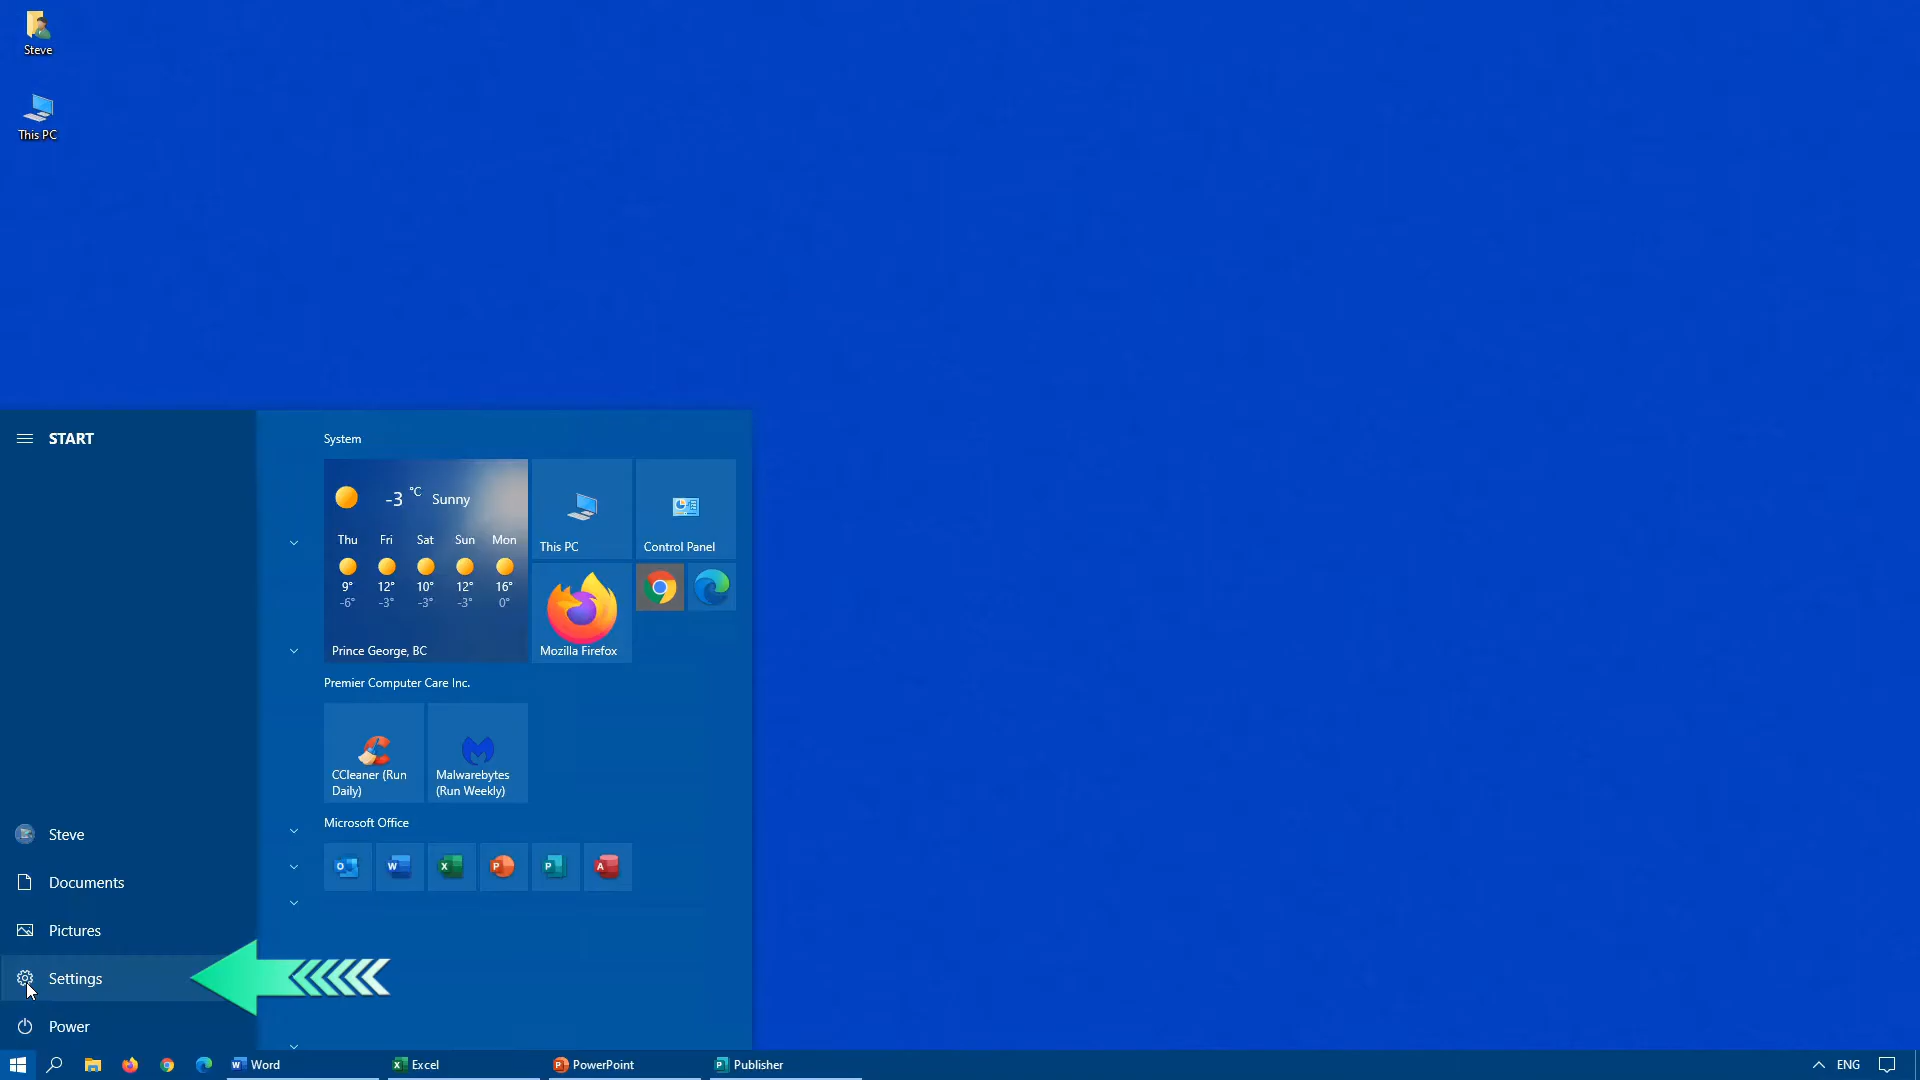 Steve
This PC
START
System
-3 °C Sunny
Thu Fri Sat Sun Mon
9° 12° 10° 12° 16°
-6° -3° -3° -3° 0°
Prince George, BC
This PC
Control Panel
Mozilla Firefox
Premier Computer Care Inc.
CCleaner (Run
Daily)
Malwarebytes
(Run Weekly)
Microsoft Office
Steve
Documents
Pictures
Settings
Power
Word
Excel
PowerPoint
Publisher
ENG